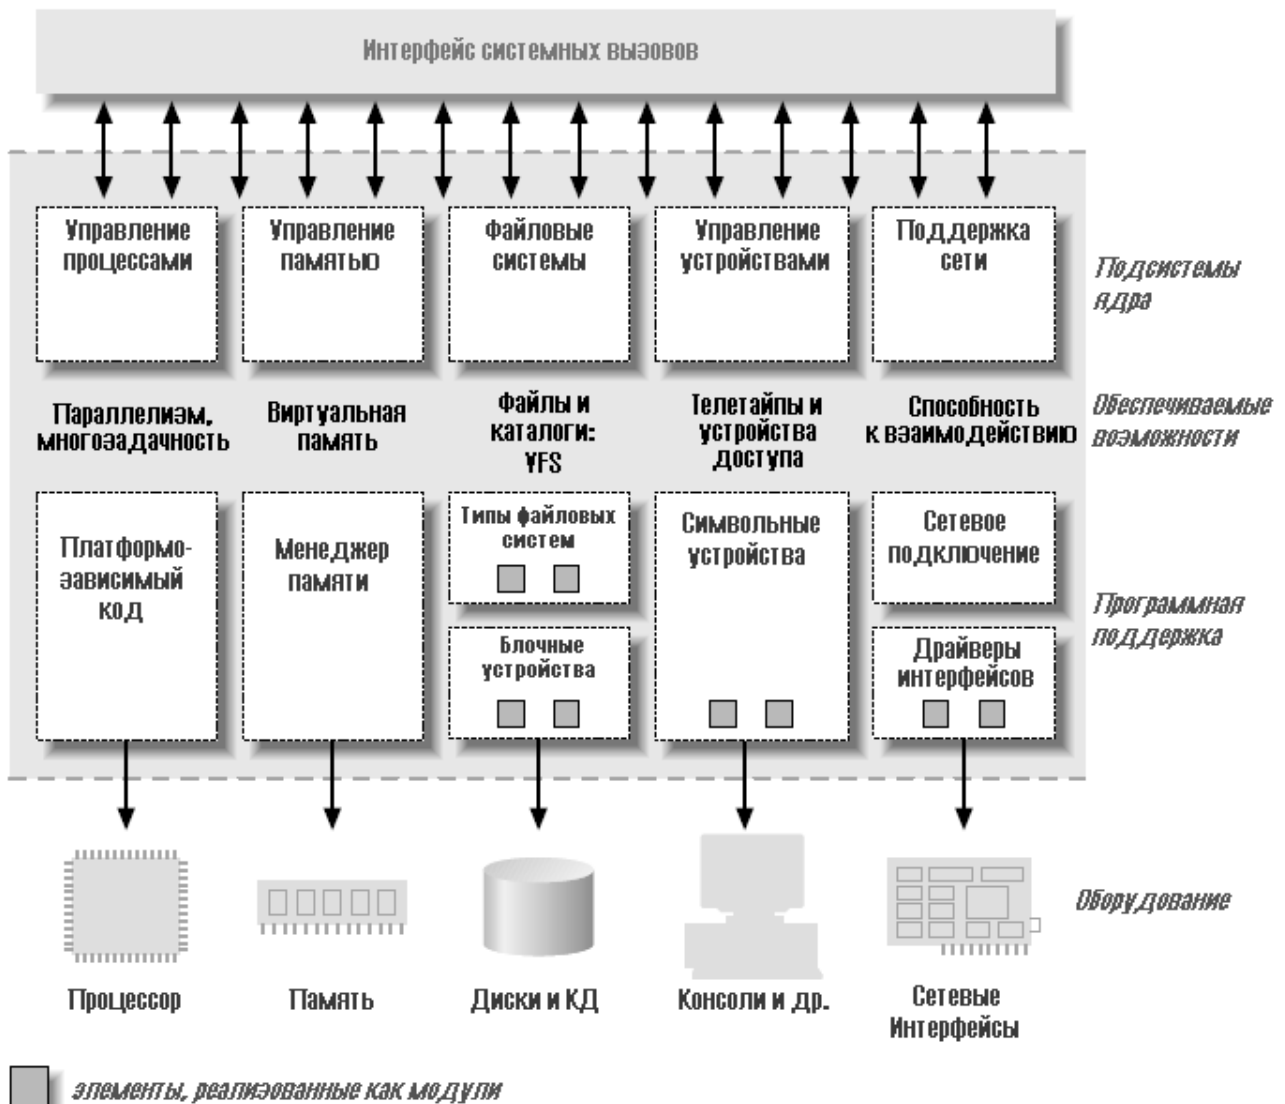 Интерфейс системных вызовов
Управление
процессами
Управление
памятью
Файловые
системы
Управление
устройствами
Поддержка
сети
Подсистемы
ядра
Параллелизм,
многозадачность
Виртуальная
память
Файлы и
каталоги:
VFS
Телетайпы и
устройства
доступа
Способность
к взаимодействию
Обеспечиваемые
возможности
Платформо-
зависимый
код
Менеджер
памяти
Типы файловых
систем
Блочные
устройства
Символьные
устройства
Сетевое
подключение
Драйверы
интерфейсов
Программная
поддержка
Оборудование
Процессор
Память
Диски и КД
Консоли и др.
Сетевые
Интерфейсы
элементы, реализованные как модули